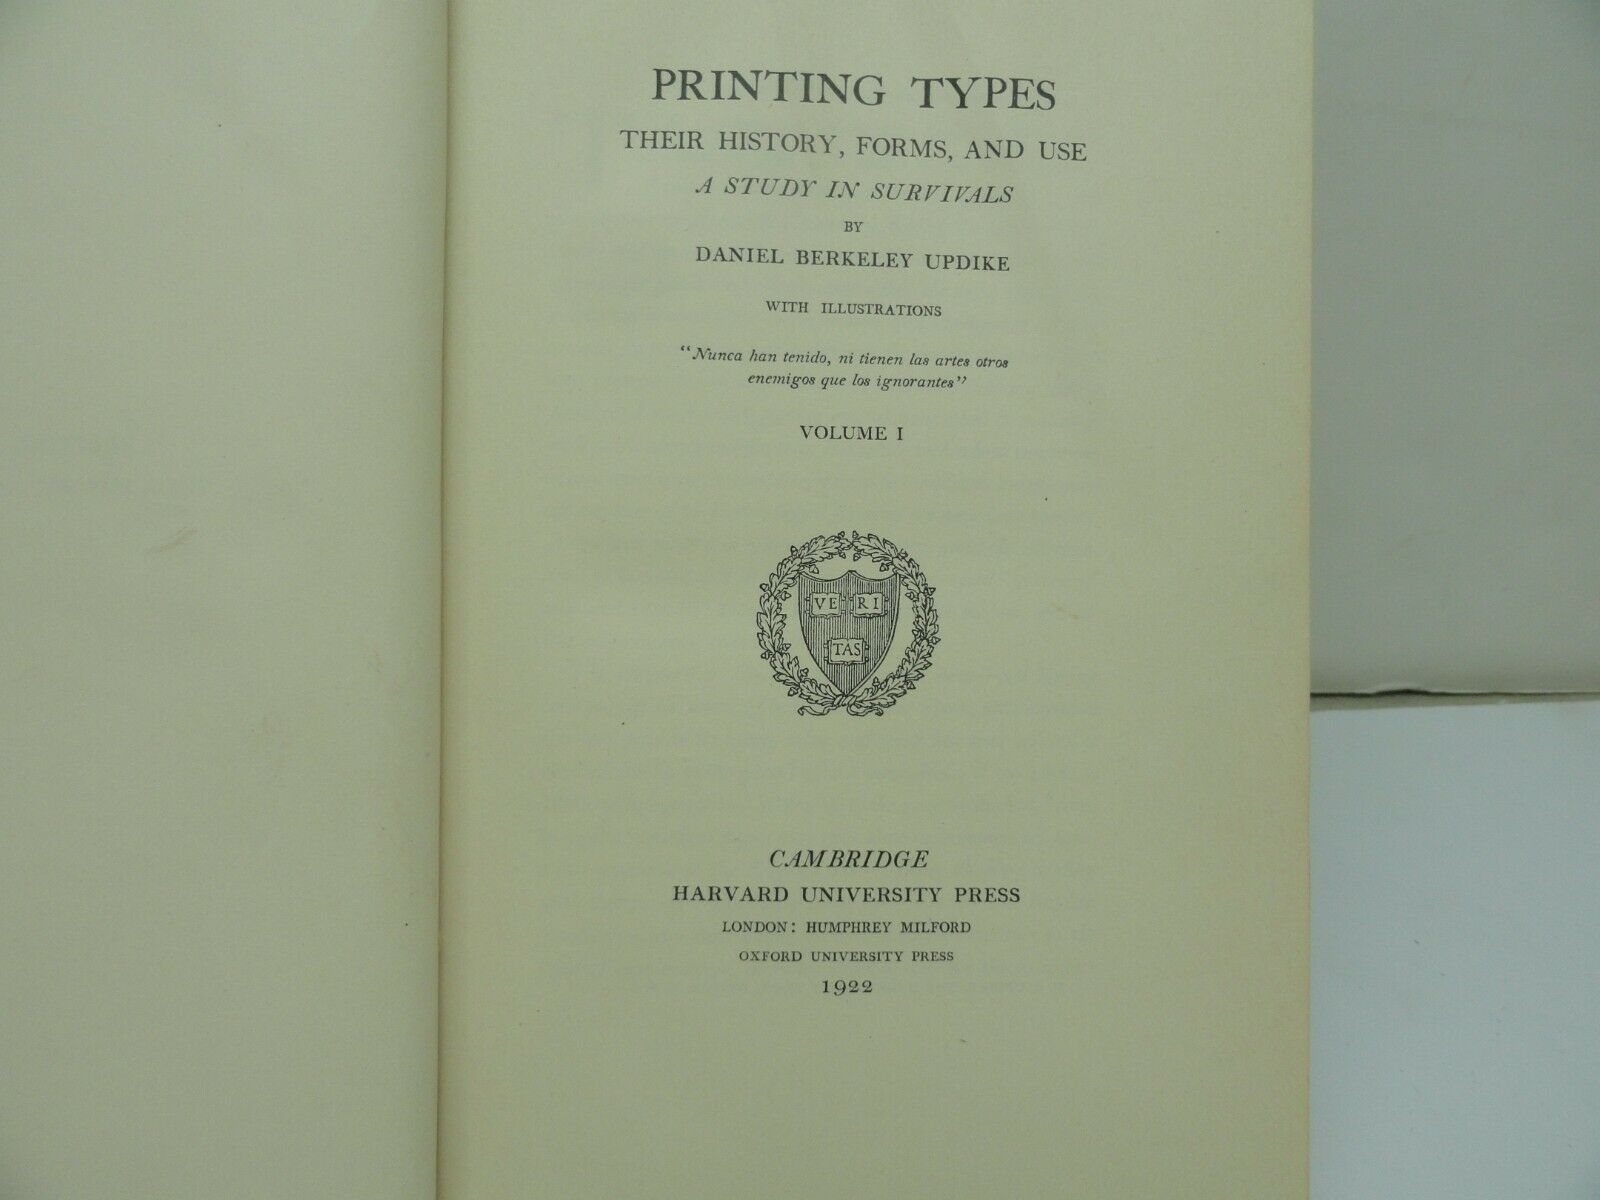 PRINTING TYPES
THEIR HISTORY, FORMS, AND USE
A STUDY IN SURVIVALS
BY
DANIEL BERKELEY UPDIKE
WITH ILLUSTRATIONS
"Nunca han tenido, ni tienen las artes otros
enemigos que los ignorantes"
VOLUME I
VE RI
TAS
CAMBRIDGE
HARVARD UNIVERSITY PRESS
LONDON: HUMPHREY MILFORD
OXFORD UNIVERSITY PRESS
1922